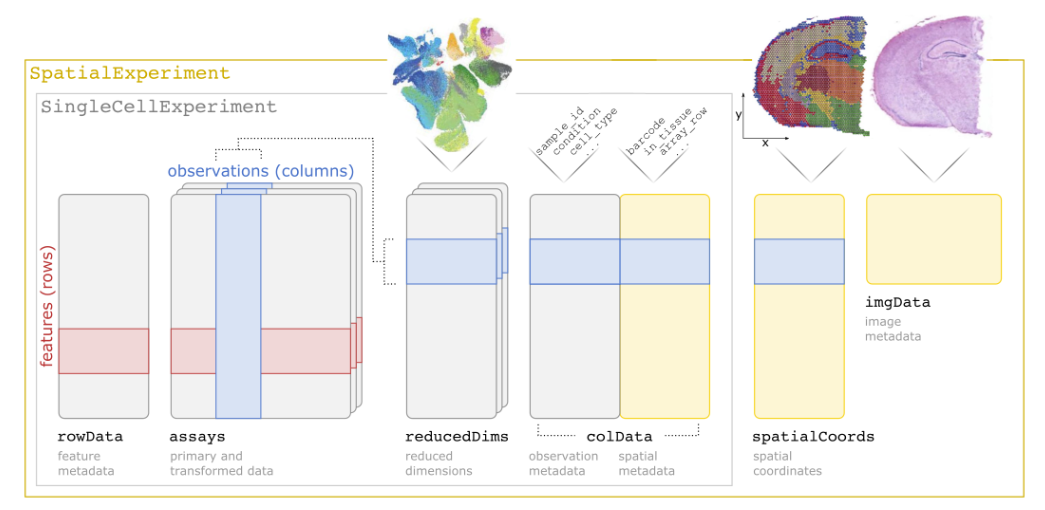 SpatialExperiment
SingleCellExperiment
sample_id
condition
cell_type
...
barcode
in_tissue
array_row
...
y
x
observations (columns)
features (rows)
rowData
feature
metadata
assays
primary and
transformed data
reducedDims
reduced
dimensions
colData
observation
metadata
spatial
metadata
spatialCoords
spatial
coordinates
imgData
image
metadata